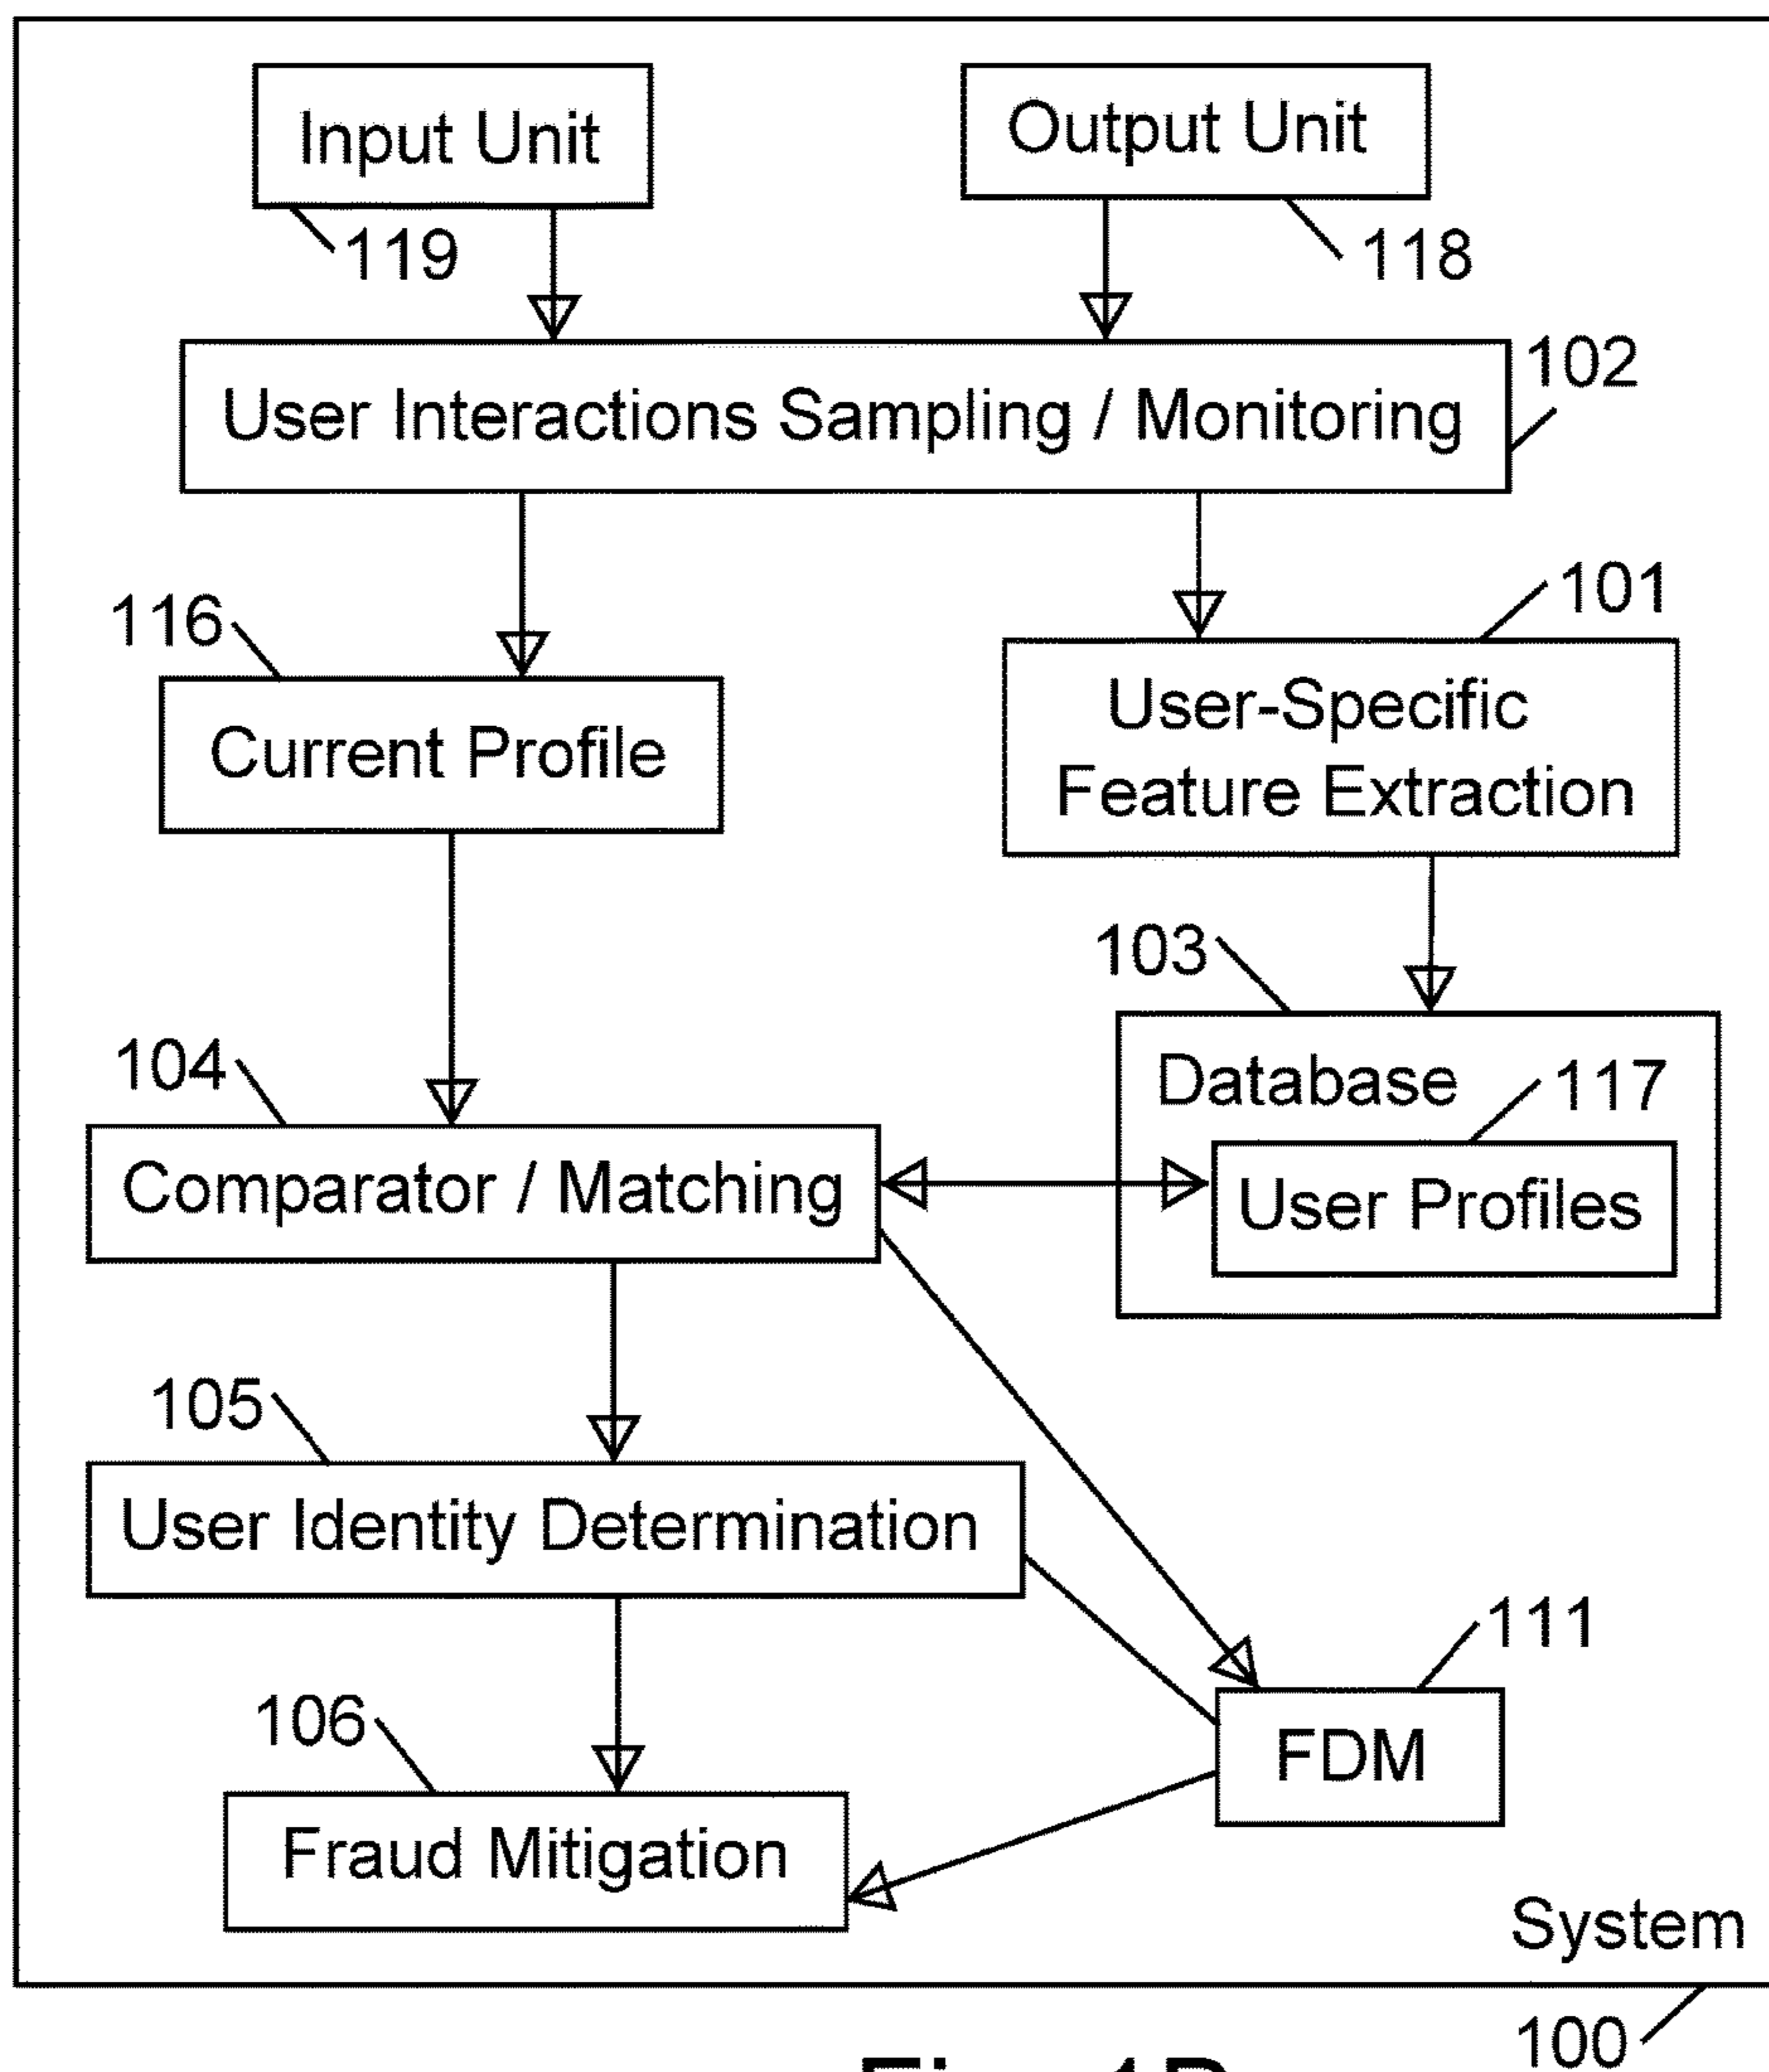 Input Unit
Output Unit
119
118
102
User Interactions Sampling / Monitoring
101
116
User-Specific
Feature Extraction
Current Profile
103
104
Database
117
Comparator / Matching
User Profiles
105
User Identity Determination
111
106
FDM
Fraud Mitigation
System
100